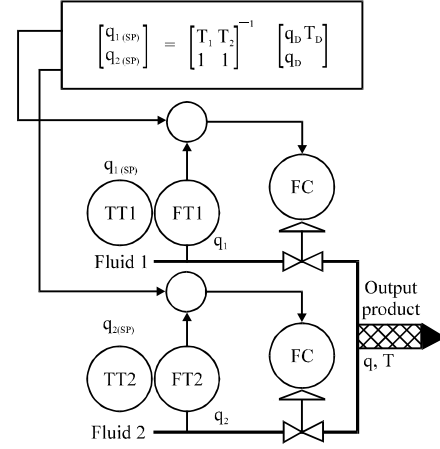 q1 (SP) = T1 T2 -1 qD TD
q2 (SP) 1 1 qD
q1 (SP)
TT1 FT1 FC
q1
Fluid 1
Output
product
q2(SP)
q, T
TT2 FT2 FC
q2
Fluid 2